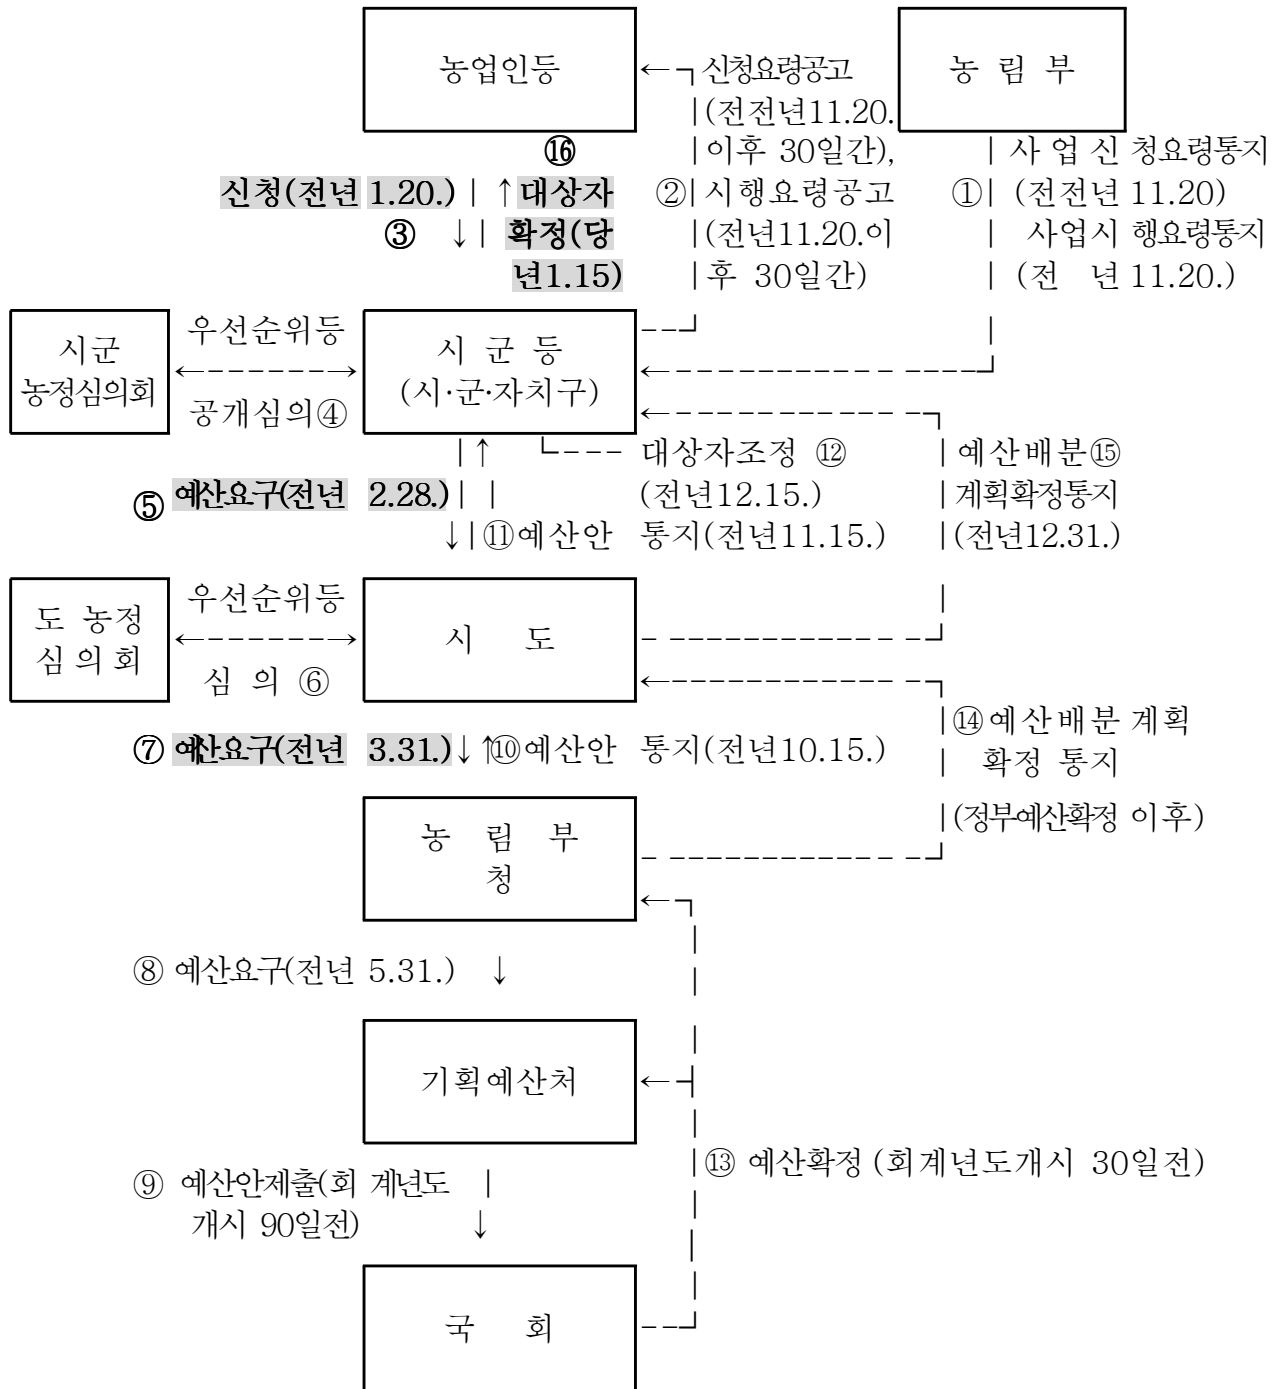 농업인등
←┐신청요령공고
농 림 부
|(전전년11.20.
⑯
|이후 30일간),
| 사 업 신 청요령통지
신청(전년 1.20.) | ↑ 대상자
②| 시행요령공고
①| (전전년 11.20)
③ ↓ | 확정(당
|(전년11.20.이
| 사업시 행요령통지
년1.15)
|후 30일간)
| (전 년 11.20.)
시군
농정심의회
우선순위등
←------→
공개심의④
시 군 등
(시·군·자치구)
--┘
|
←-----------  ----┘
←-----------  -┐
|↑ └--- 대상자조정 ⑫
| 예산배분⑮
⑤ 예산요구(전년 2.28.) | | (전년12.15.)
|계획확정통지
↓|⑪예산안 통지(전년11.15.)
|(전년12.31.)
도 농정
심 의 회
우선순위등
←------→
심 의 ⑥
시 도
|
- ------------ -┘
←------------ -┐
|⑭예산배분 계획
⑦ 예산요구(전년 3.31.)↓ ↑⑩예산안 통지(전년10.15.)
| 확정 통지
농 림 부
청
|(정부예산확정 이후)
- ------------ -┘
←┐
|
⑧ 예산요구(전년 5.31.) ↓
|
기획예산처
|
←┤
|
⑨ 예산안제출(회 계년도 |
|⑬ 예산확정 (회계년도개시 30일전)
개시 90일전) ↓
|
|
|
국 회
--┘